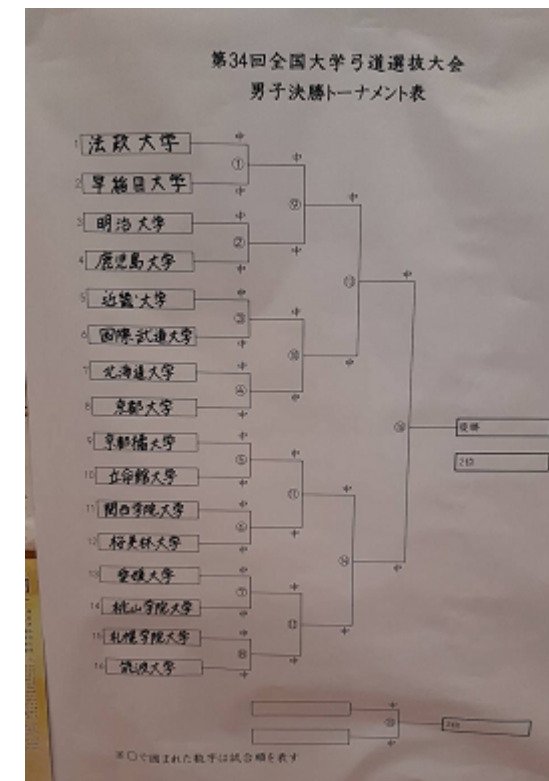 第34回全国大学弓道選抜大会
男子決勝トーナメント表
1 法政大学
2 早稲田大学
3 明治大学
4 鹿児島大学
5 近畿大学
6 国際武道大学
7 北海道大学
8 京都大学
9 京都橘大学
10 立命館大学
11 関西学院大学
12 桜美林大学
13 愛媛大学
14 桃山学院大学
15 札幌学院大学
16 筑波大学
優勝
2位
3位
※○で囲まれた数字は試合順を表す